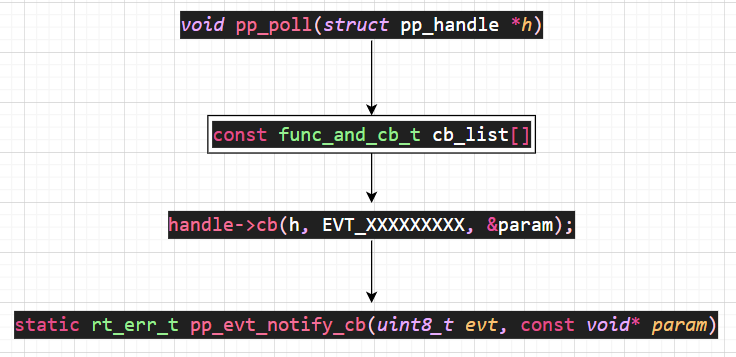 void pp_poll(struct pp_handle *h)
const func_and_cb_t cb_list[]
handle->cb(h, EVT_XXXXXXXXX, &param);
static rt_err_t pp_evt_notify_cb(uint8_t evt, const void* param)